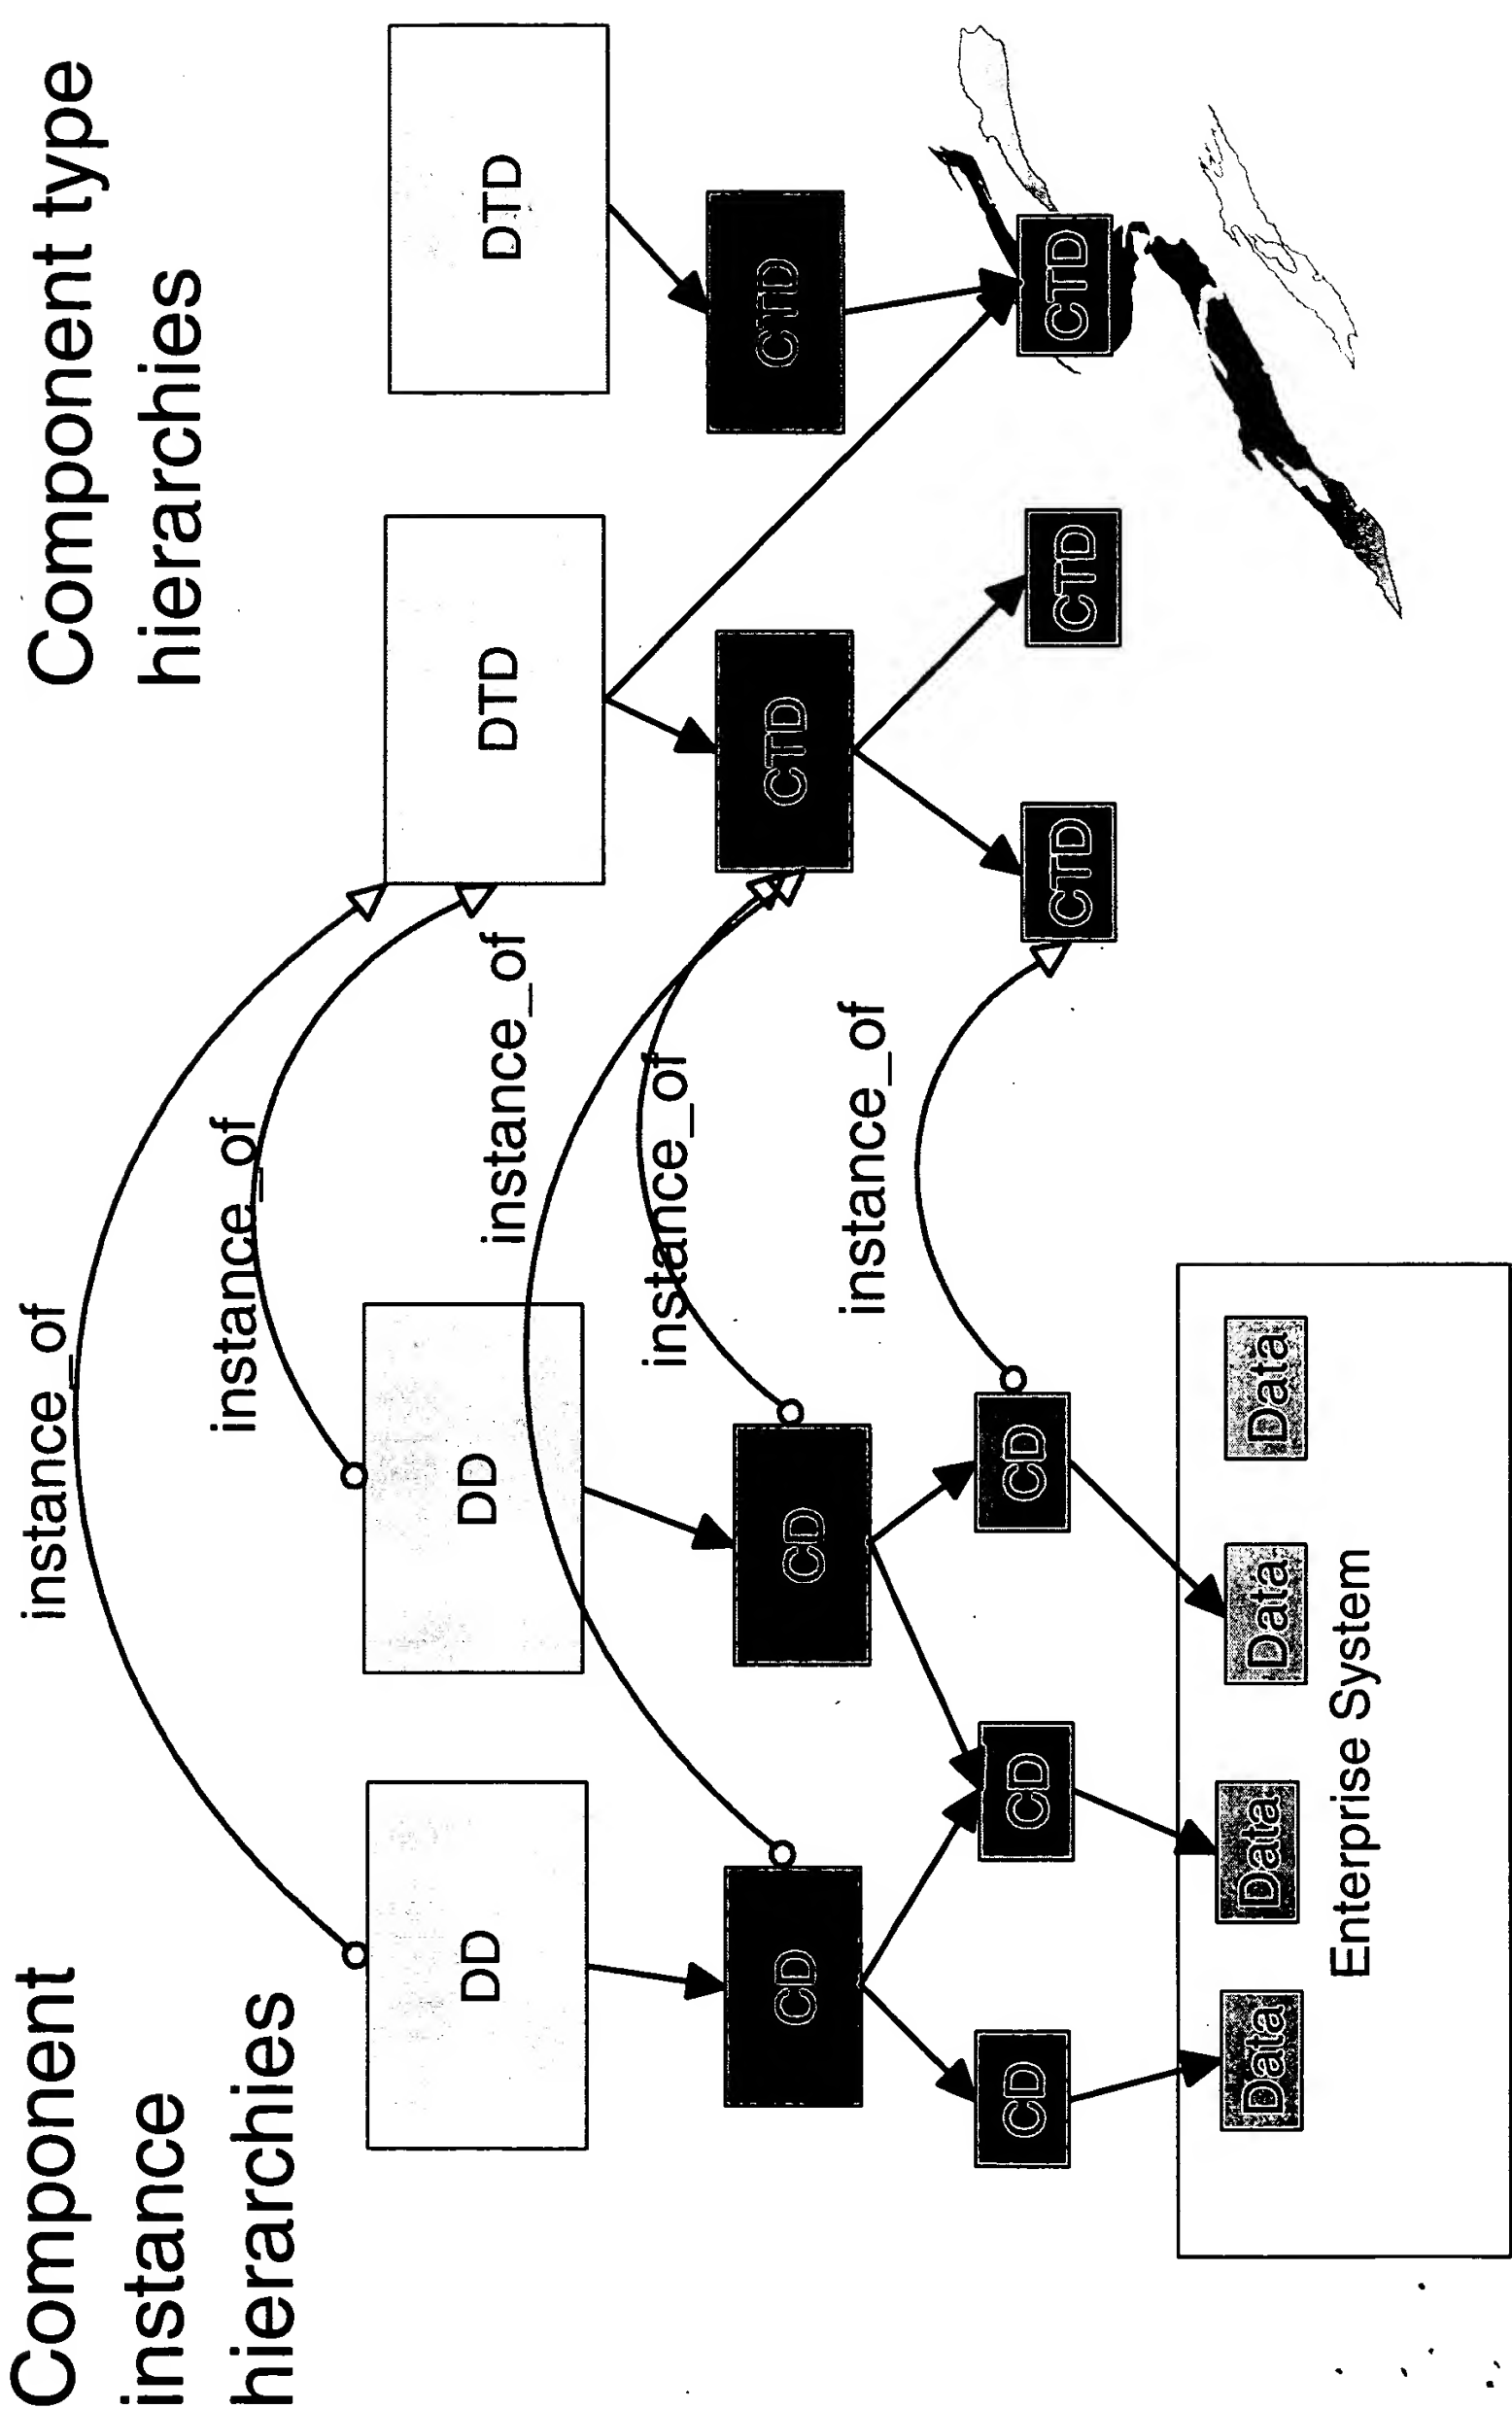 Component
instance
hierarchies
Component type
hierarchies
instance_of
instance_of
instance_of
instance_of
instance_of
DD
DD
DTD
DTD
CD
CD
CTD
CTD
CD
CD
CD
CTD
CTD
CTD
Data
Data
Data
Data
Enterprise System